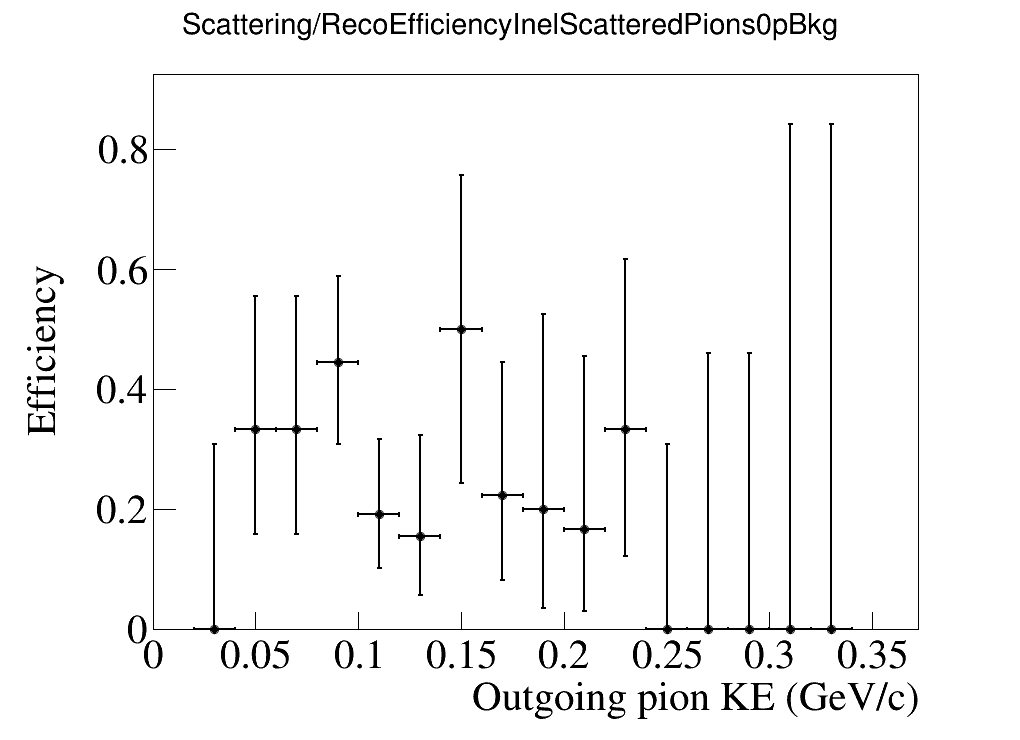 Scattering/RecoEfficiencyInelScatteredPions0pBkg
Efficiency
0.8
0.6
0.4
0.2
0
0 0.05 0.1 0.15 0.2 0.25 0.3 0.35
Outgoing pion KE (GeV/c)